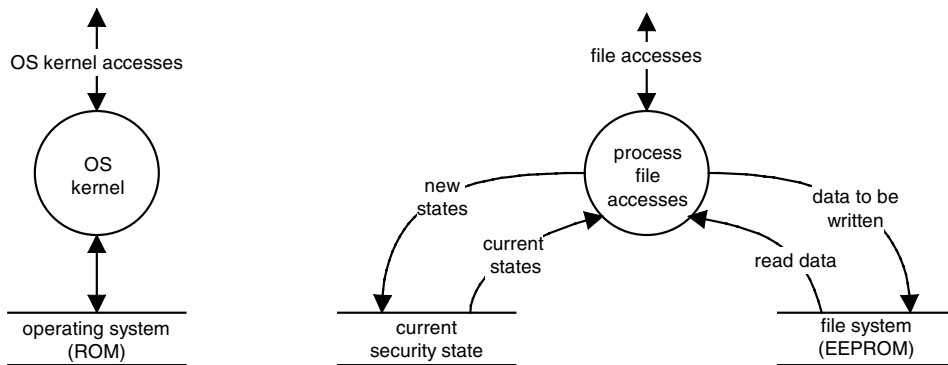 OS kernel accesses
OS
kernel
operating system
(ROM)
file accesses
process
file
accesses
new
states
current
states
data to be
written
read data
current
security state
file system
(EEPROM)